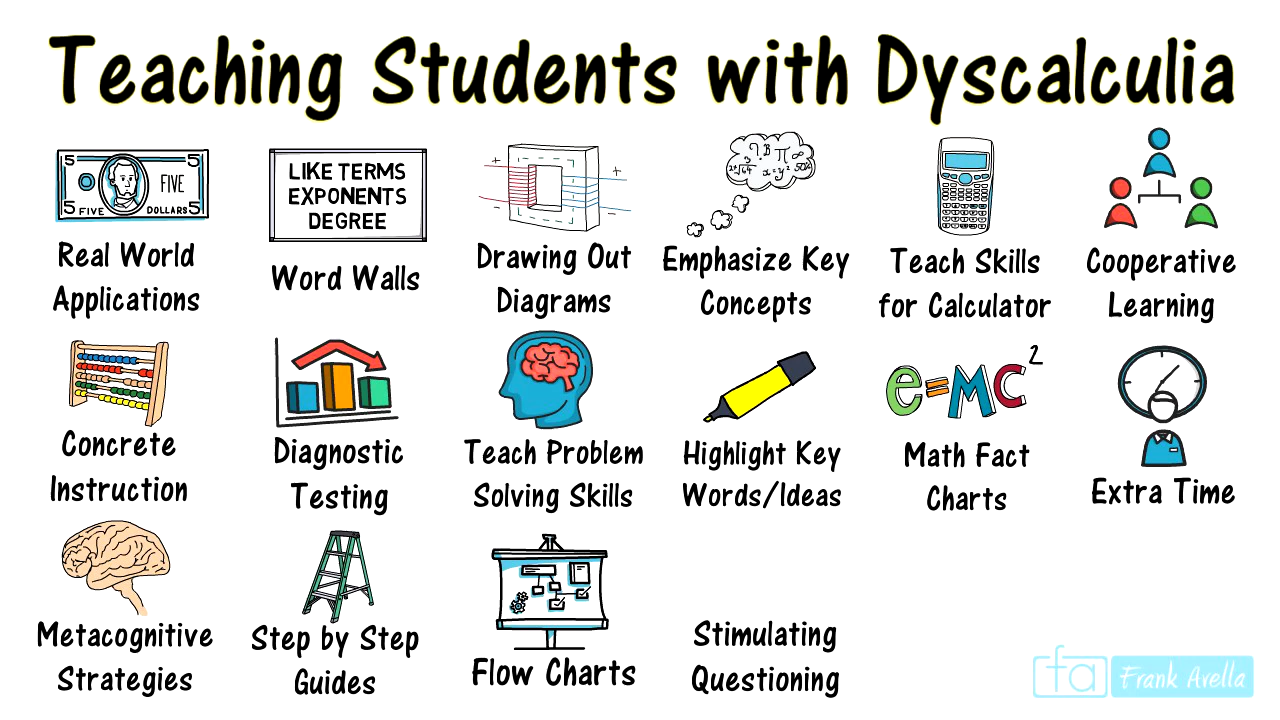 Teaching Students with Dyscalculia
5 5
FIVE
5 FIVE DOLLARS 5
Real World
Applications
LIKE TERMS
EXPONENTS
DEGREE
Word Walls
+ +
- -
Drawing Out
Diagrams
Emphasize Key
Concepts
Teach Skills
for Calculator
Cooperative
Learning
Concrete
Instruction
Diagnostic
Testing
Teach Problem
Solving Skills
Highlight Key
Words/Ideas
e=mc²
Math Fact
Charts
Extra Time
Metacognitive
Strategies
Step by Step
Guides
Flow Charts
Stimulating
Questioning
fa Frank Avella